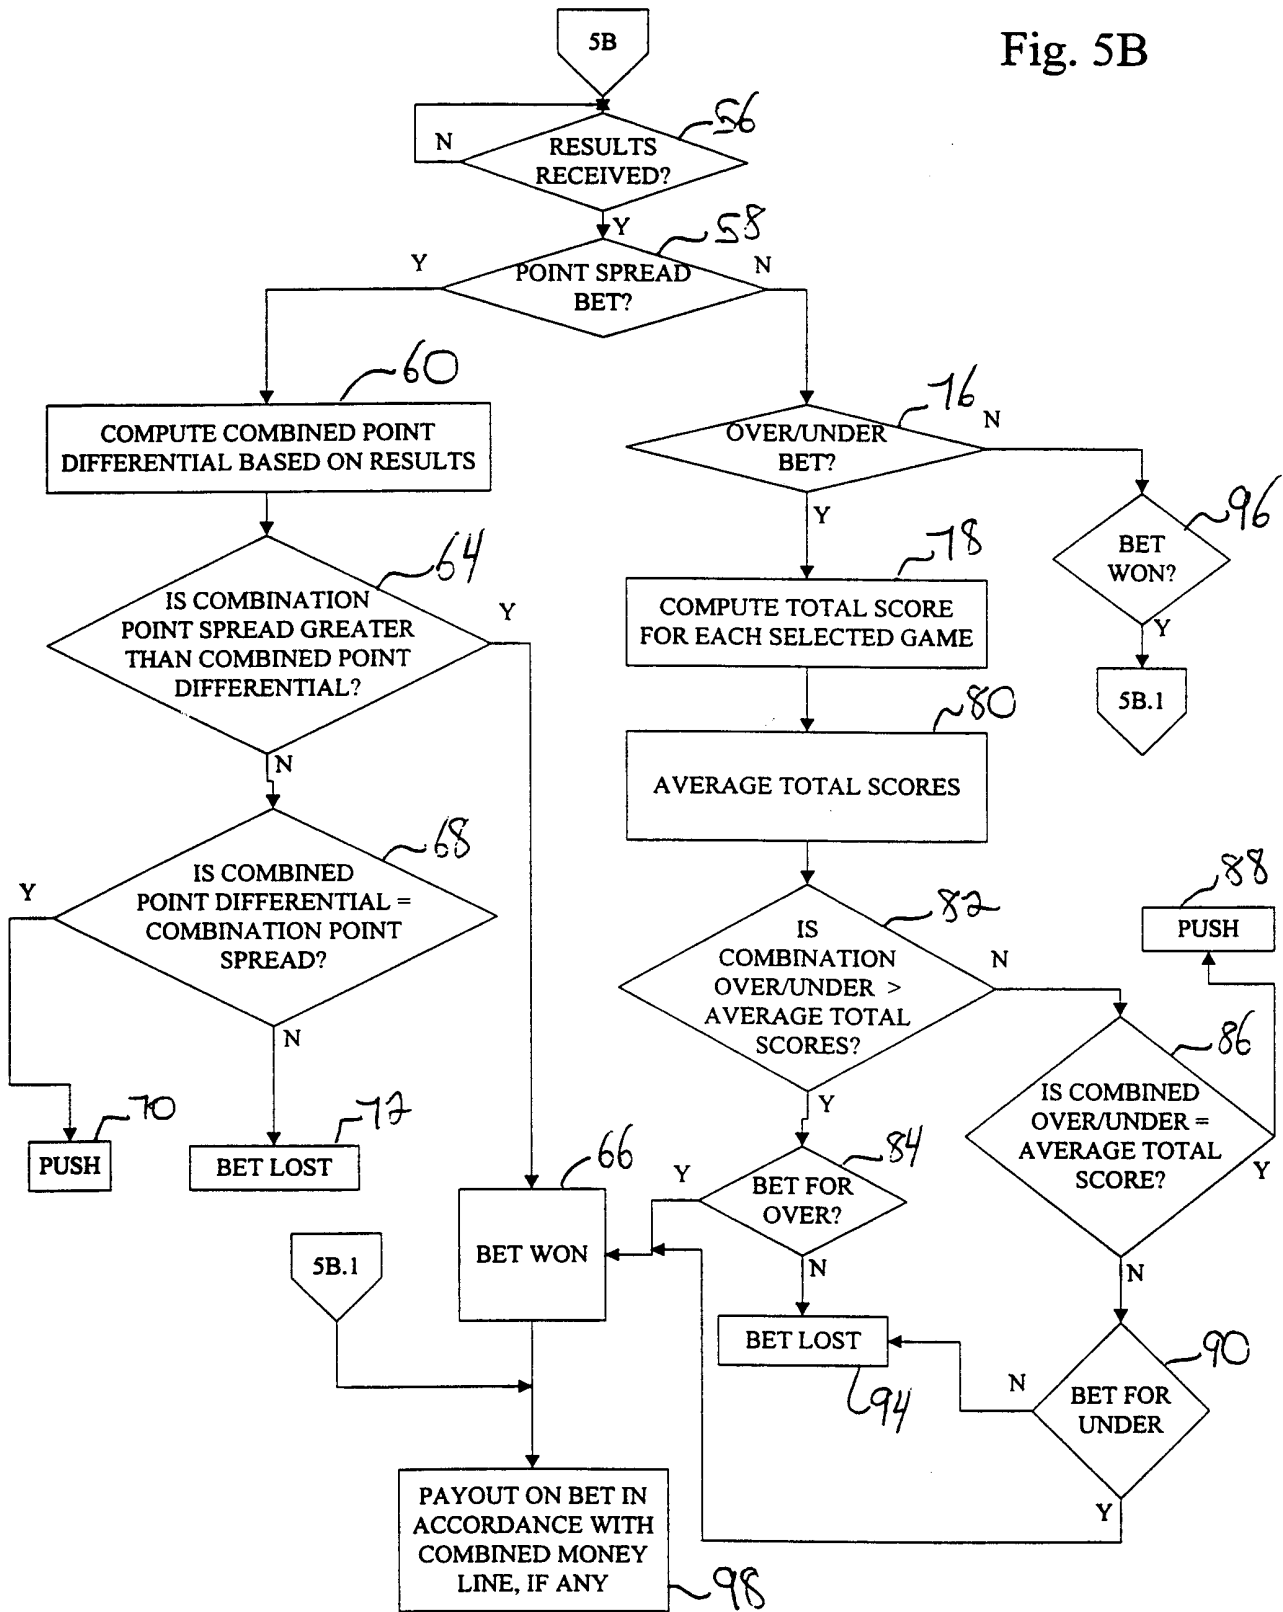 5B
Fig. 5B
56
N
RESULTS
RECEIVED?
Y
58
Y
N
POINT SPREAD
BET?
60
COMPUTE COMBINED POINT
DIFFERENTIAL BASED ON RESULTS
76
N
OVER/UNDER
BET?
Y
96
BET
WON?
Y
5B.1
64
IS COMBINATION
POINT SPREAD GREATER
THAN COMBINED POINT
DIFFERENTIAL?
Y
N
78
COMPUTE TOTAL SCORE
FOR EACH SELECTED GAME
80
AVERAGE TOTAL SCORES
68
Y
IS COMBINED
POINT DIFFERENTIAL =
COMBINATION POINT
SPREAD?
N
82
IS
COMBINATION
OVER/UNDER >
AVERAGE TOTAL
SCORES?
N
Y
88
PUSH
86
IS COMBINED
OVER/UNDER =
AVERAGE TOTAL
SCORE?
Y
N
70
PUSH
72
BET LOST
66
BET WON
84
Y
BET FOR
OVER?
N
BET LOST
94
90
N
BET FOR
UNDER
Y
5B.1
PAYOUT ON BET IN
ACCORDANCE WITH
COMBINED MONEY
LINE, IF ANY
98